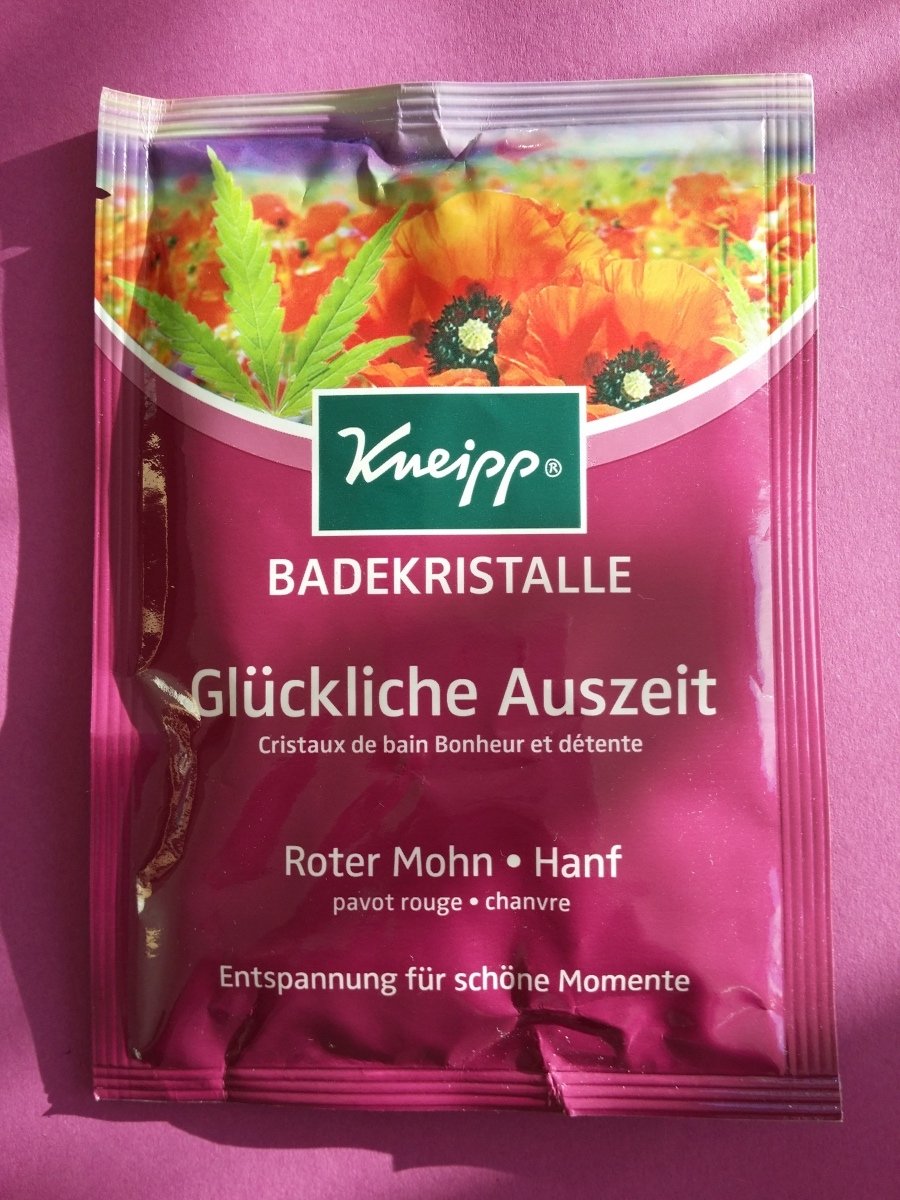 Kneipp®
BADEKRISTALLE
Glückliche Auszeit
Cristaux de bain Bonheur et détente
Roter Mohn • Hanf
pavot rouge • chanvre
Entspannung für schöne Momente